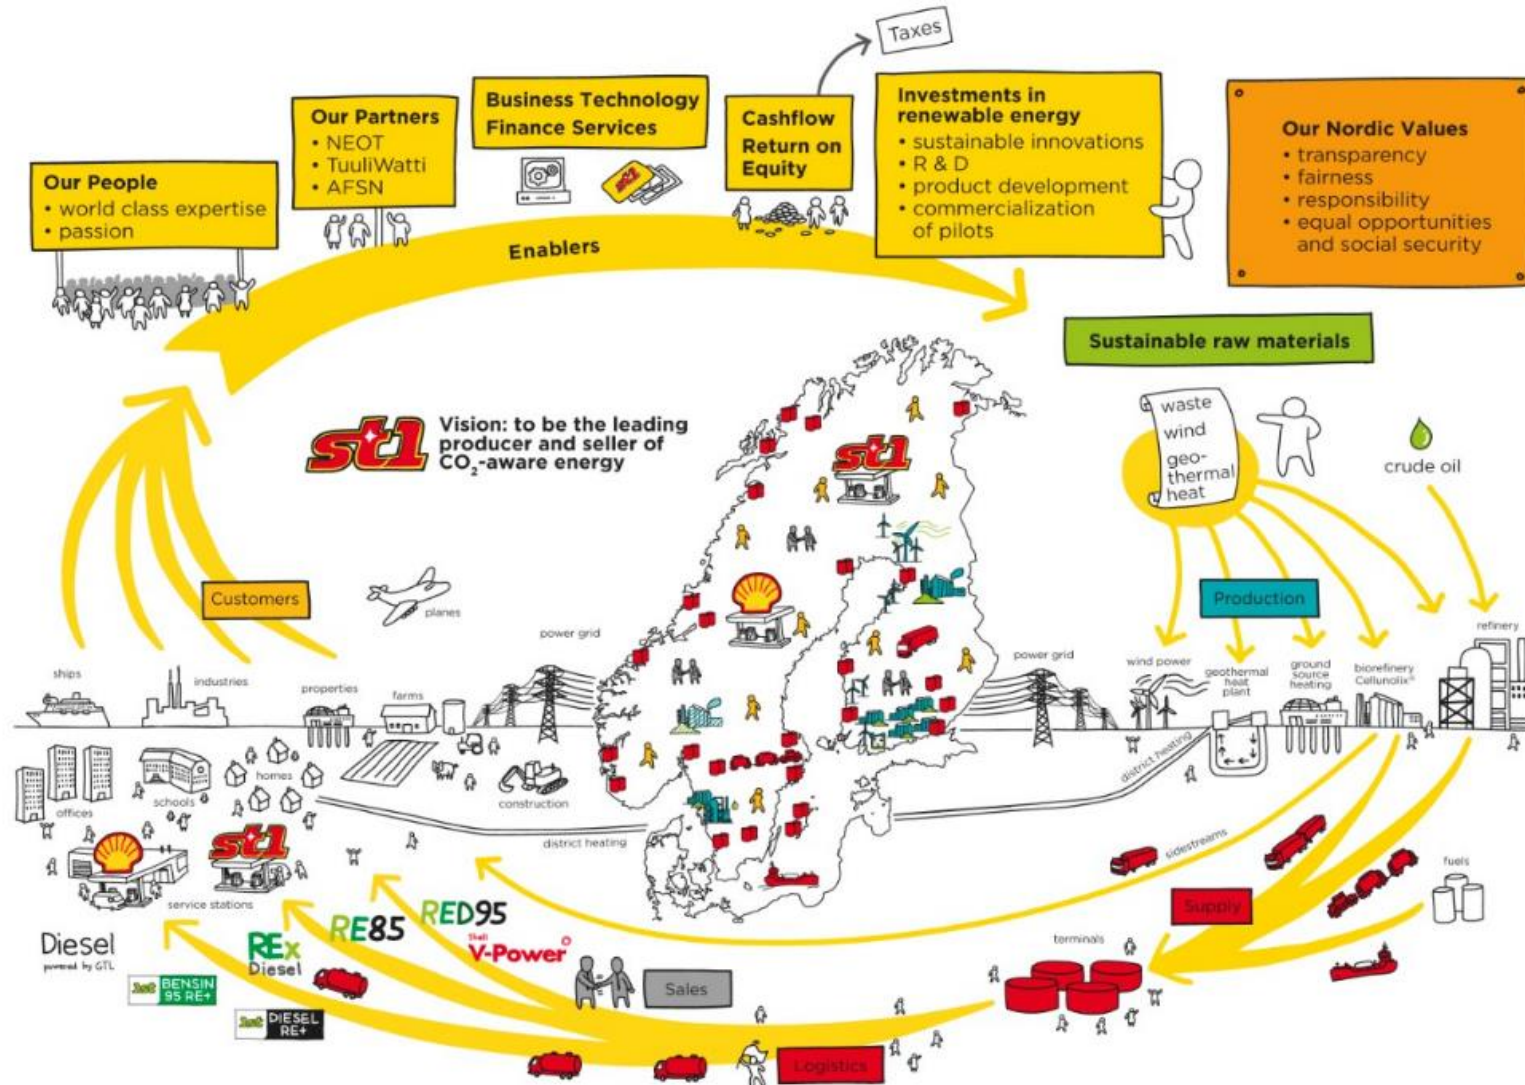 Taxes
Our People
• world class expertise
• passion
Our Partners
• NEOT
• TuuliWatti
• AFSN
Business Technology
Finance Services
st1
Cashflow
Return on
Equity
Investments in
renewable energy
• sustainable innovations
• R & D
• product development
• commercialization
of pilots
Our Nordic Values
• transparency
• fairness
• responsibility
• equal opportunities
and social security
Enablers
Sustainable raw materials
waste
wind
geo-
thermal
heat
crude oil
st1
Vision: to be the leading
producer and seller of
CO₂-aware energy
st1
Customers
planes
Production
ships
industries
properties
farms
power grid
power grid
wind power
geothermal
heat
plant
ground
source
heating
biorefinery
Cellunolix®
refinery
offices
schools
homes
construction
district heating
district heating
st1
service stations
sidestreams
Supply
fuels
terminals
Diesel
powered by GTL
REx
Diesel
RE85
RED95
Shell
V-Power
1st BENSIN
95 RE+
1st DIESEL
RE+
Sales
Logistics